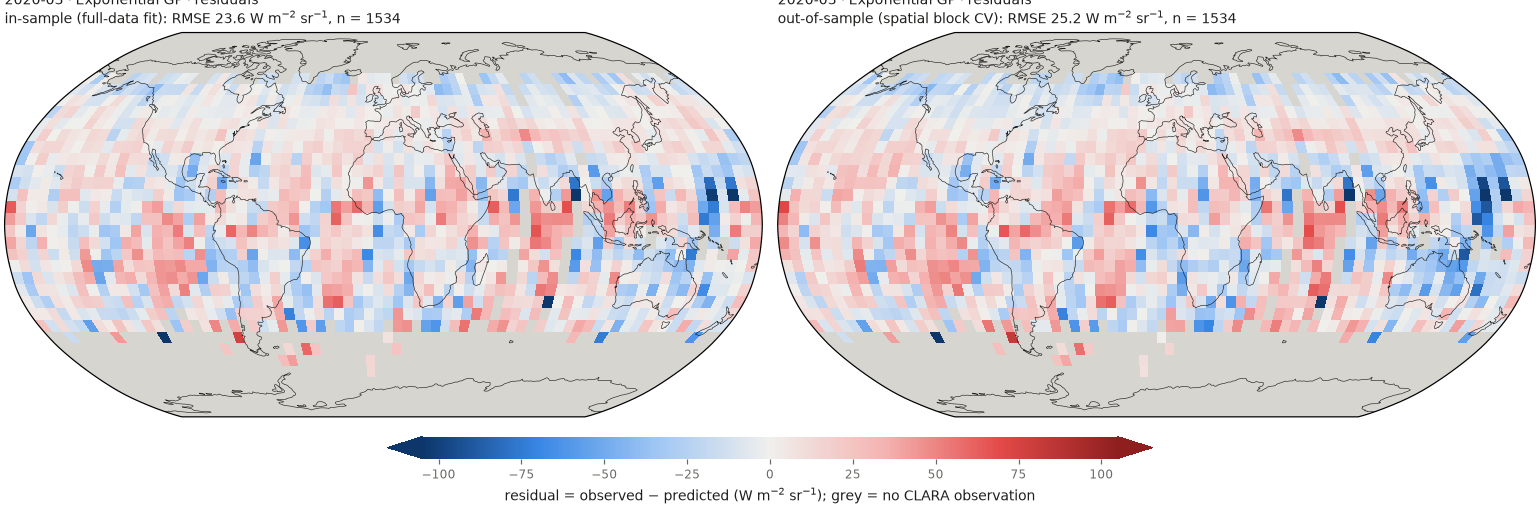 in-sample (full-data fit): RMSE 23.6 W m⁻² sr⁻¹, n = 1534
out-of-sample (spatial block CV): RMSE 25.2 W m⁻² sr⁻¹, n = 1534
−100 −75 −50 −25 0 25 50 75 100
residual = observed − predicted (W m⁻² sr⁻¹); grey = no CLARA observation